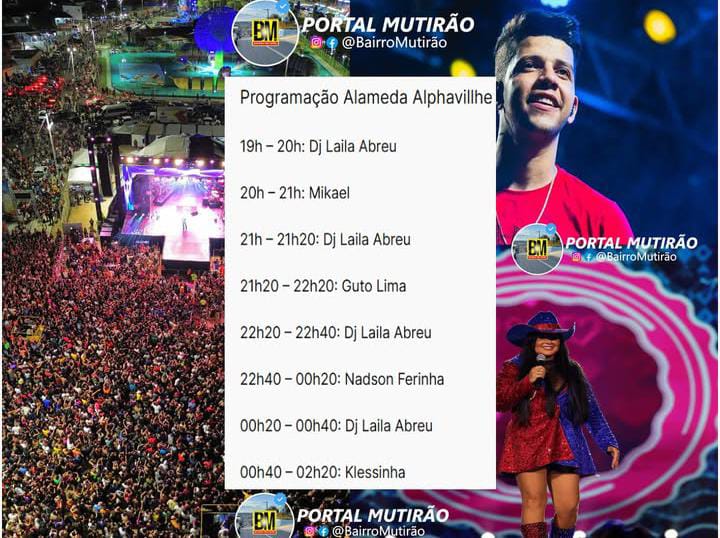 BM
PORTAL MUTIRÃO
@BairroMutirão
Programação Alameda Alphavillhe
19h – 20h: Dj Laila Abreu
20h – 21h: Mikael
21h – 21h20: Dj Laila Abreu
21h20 – 22h20: Guto Lima
22h20 – 22h40: Dj Laila Abreu
22h40 – 00h20: Nadson Ferinha
00h20 – 00h40: Dj Laila Abreu
00h40 – 02h20: Klessinha
BM
PORTAL MUTIRÃO
@BairroMutirão
BM
PORTAL MUTIRÃO
@BairroMutirão